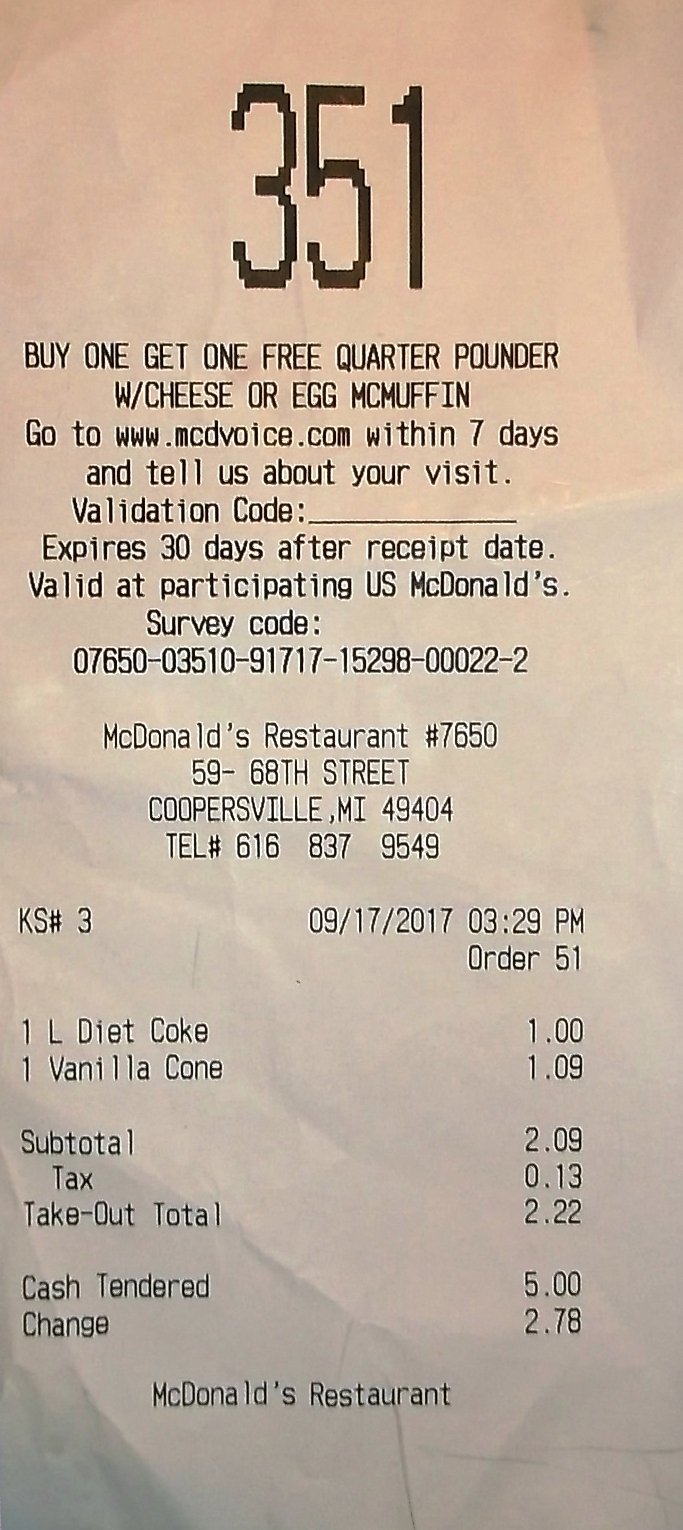 351
BUY ONE GET ONE FREE QUARTER POUNDER
W/CHEESE OR EGG MCMUFFIN
Go to www.mcdvoice.com within 7 days
and tell us about your visit.
Validation Code:______________
Expires 30 days after receipt date.
Valid at participating US McDonald's.
Survey code:
07650-03510-91717-15298-00022-2
McDonald's Restaurant #7650
59- 68TH STREET
COOPERSVILLE,MI 49404
TEL# 616 837 9549
KS# 3 09/17/2017 03:29 PM
Order 51
1 L Diet Coke 1.00
1 Vanilla Cone 1.09
Subtotal 2.09
Tax 0.13
Take-Out Total 2.22
Cash Tendered 5.00
Change 2.78
McDonald's Restaurant